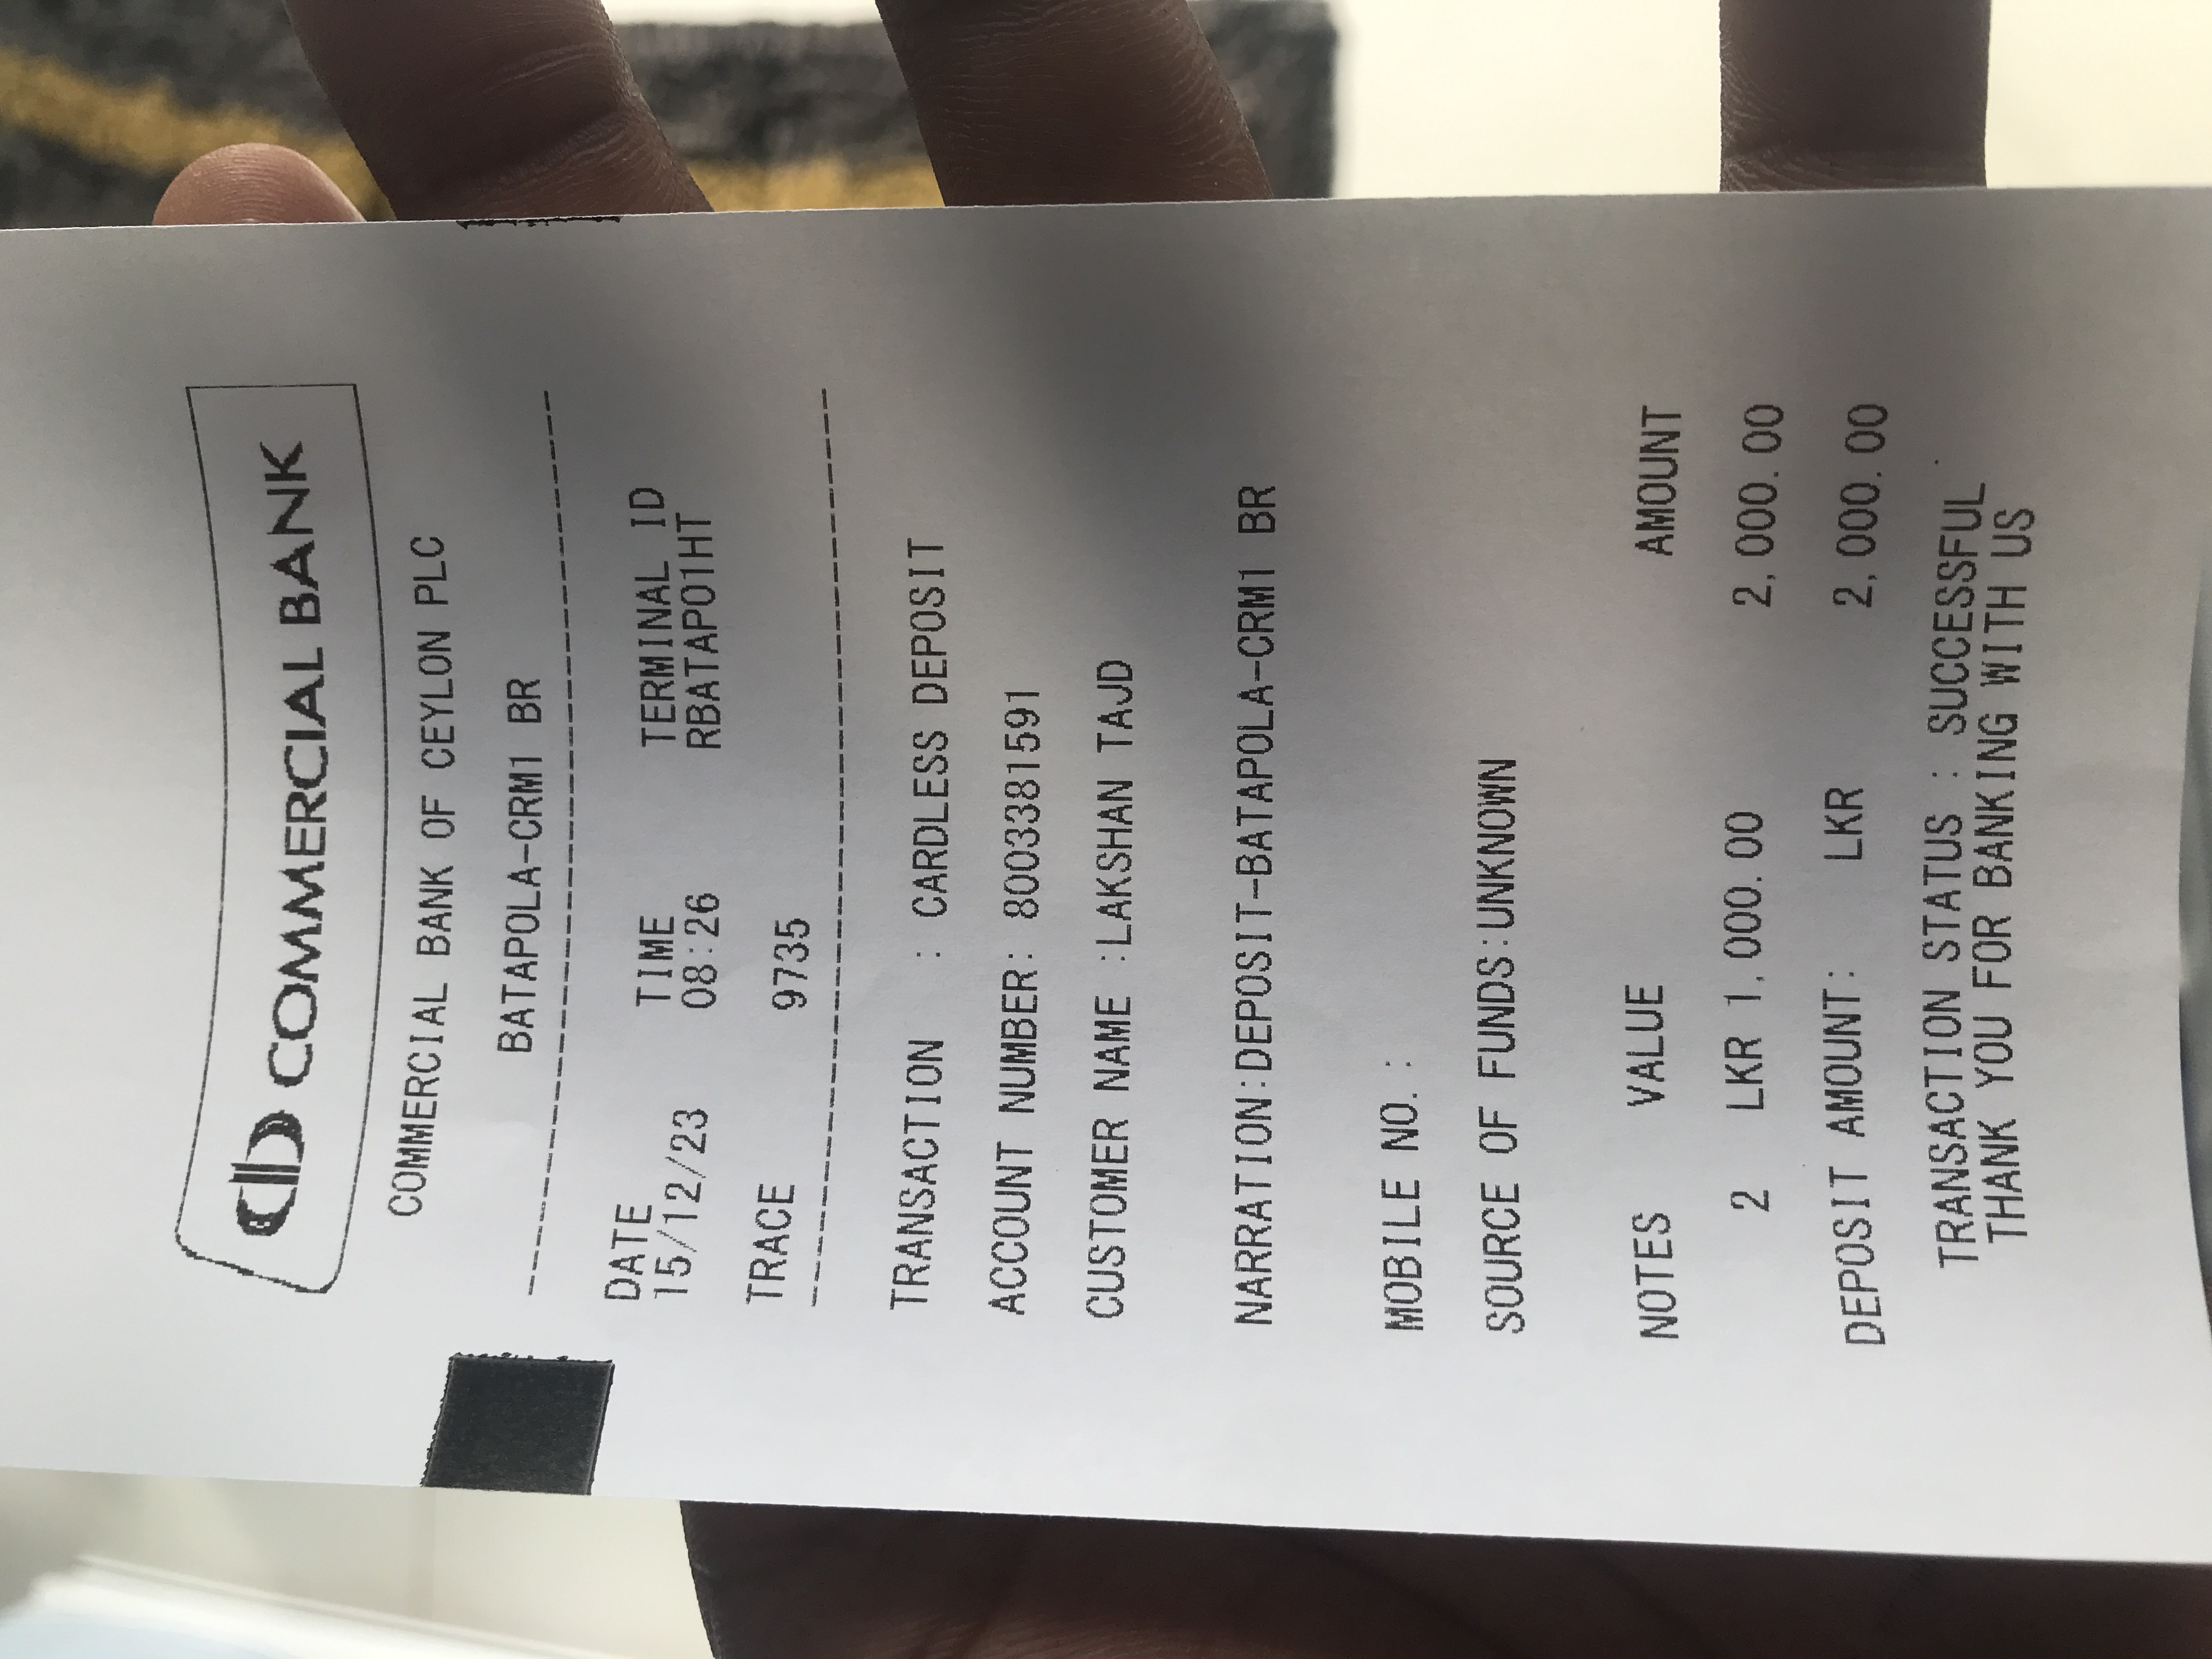 COMMERCIAL BANK
COMMERCIAL BANK OF CEYLON PLC
BATAPOLA-CRM1 BR
DATE TIME TERMINAL ID
15/12/23 08:26 RBATAP01HT
TRACE 9735
TRANSACTION : CARDLESS DEPOSIT
ACCOUNT NUMBER: 8003381591
CUSTOMER NAME :LAKSHAN TAJD
NARRATION:DEPOSIT-BATAPOLA-CRM1 BR
MOBILE NO. :
SOURCE OF FUNDS:UNKNOWN
NOTES VALUE AMOUNT
2 LKR 1,000.00 2,000.00
DEPOSIT AMOUNT: LKR 2,000.00
TRANSACTION STATUS : SUCCESSFUL
THANK YOU FOR BANKING WITH US